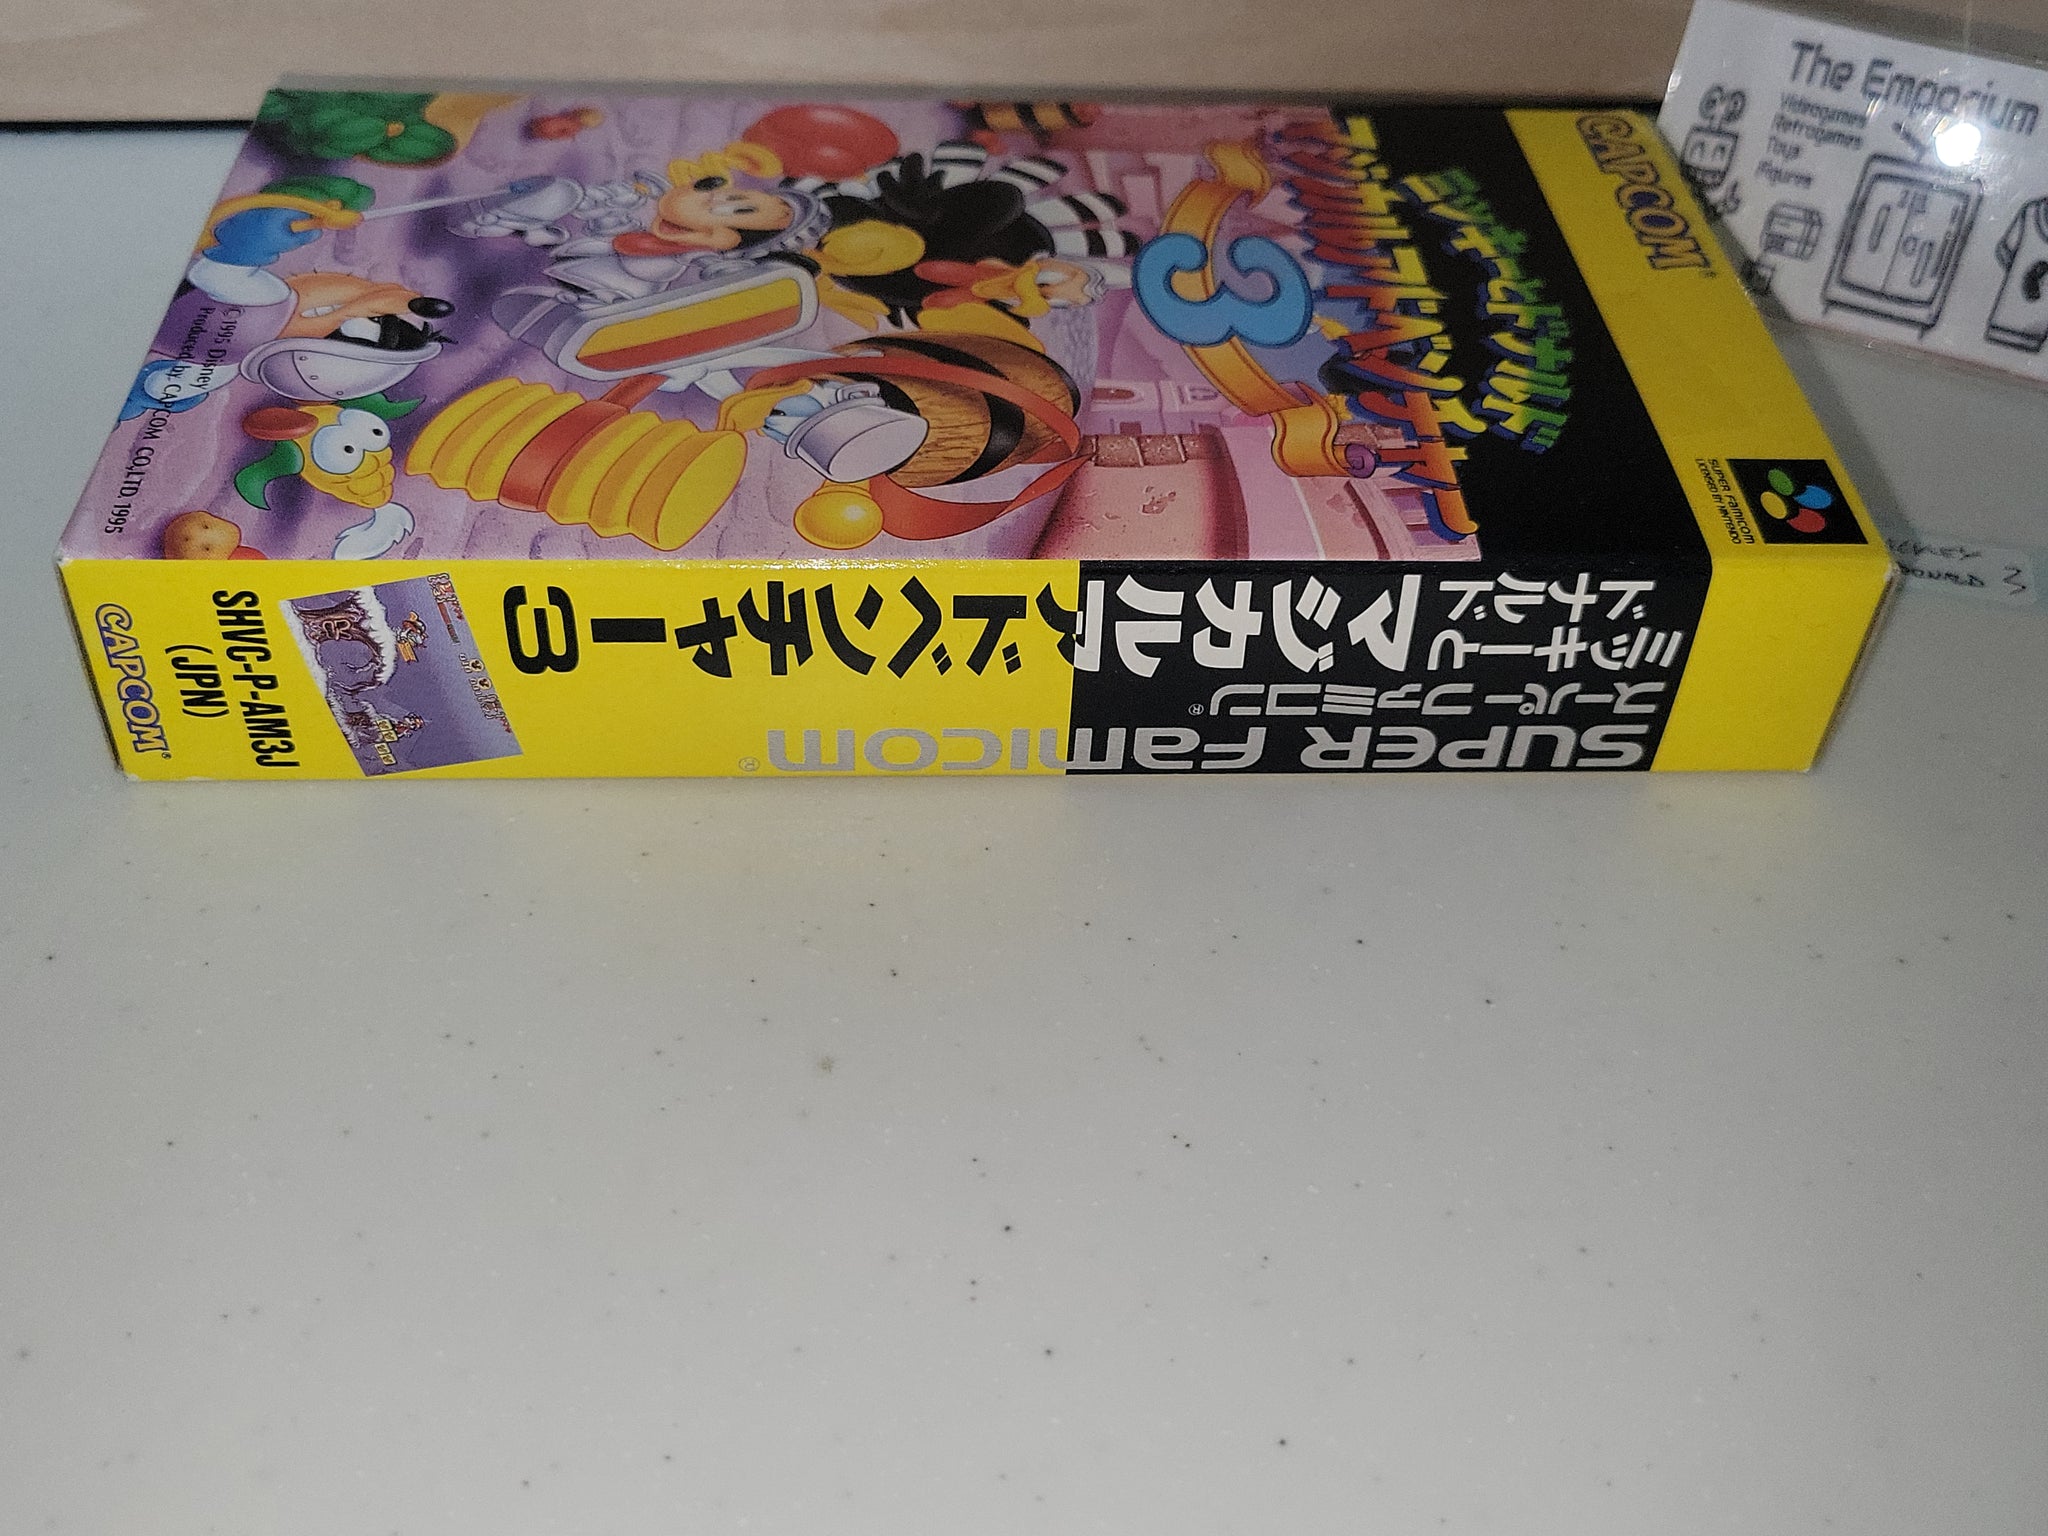 CAPCOM
ミッキーとドナルド
マジカルアドベンチャー
3
SUPER FAMICOM
LICENSED BY NINTENDO
© 1995 Disney
Produced by CAPCOM CO.,LTD. 1995
スーパーファミコン®
SUPER Famicom®
ミッキーと
ドナルド
マジカルアドベンチャー3
SHVC-P-AM3J
(JPN)
CAPCOM®
The Emporium
Videogames
Retrogames
Toys
Figures